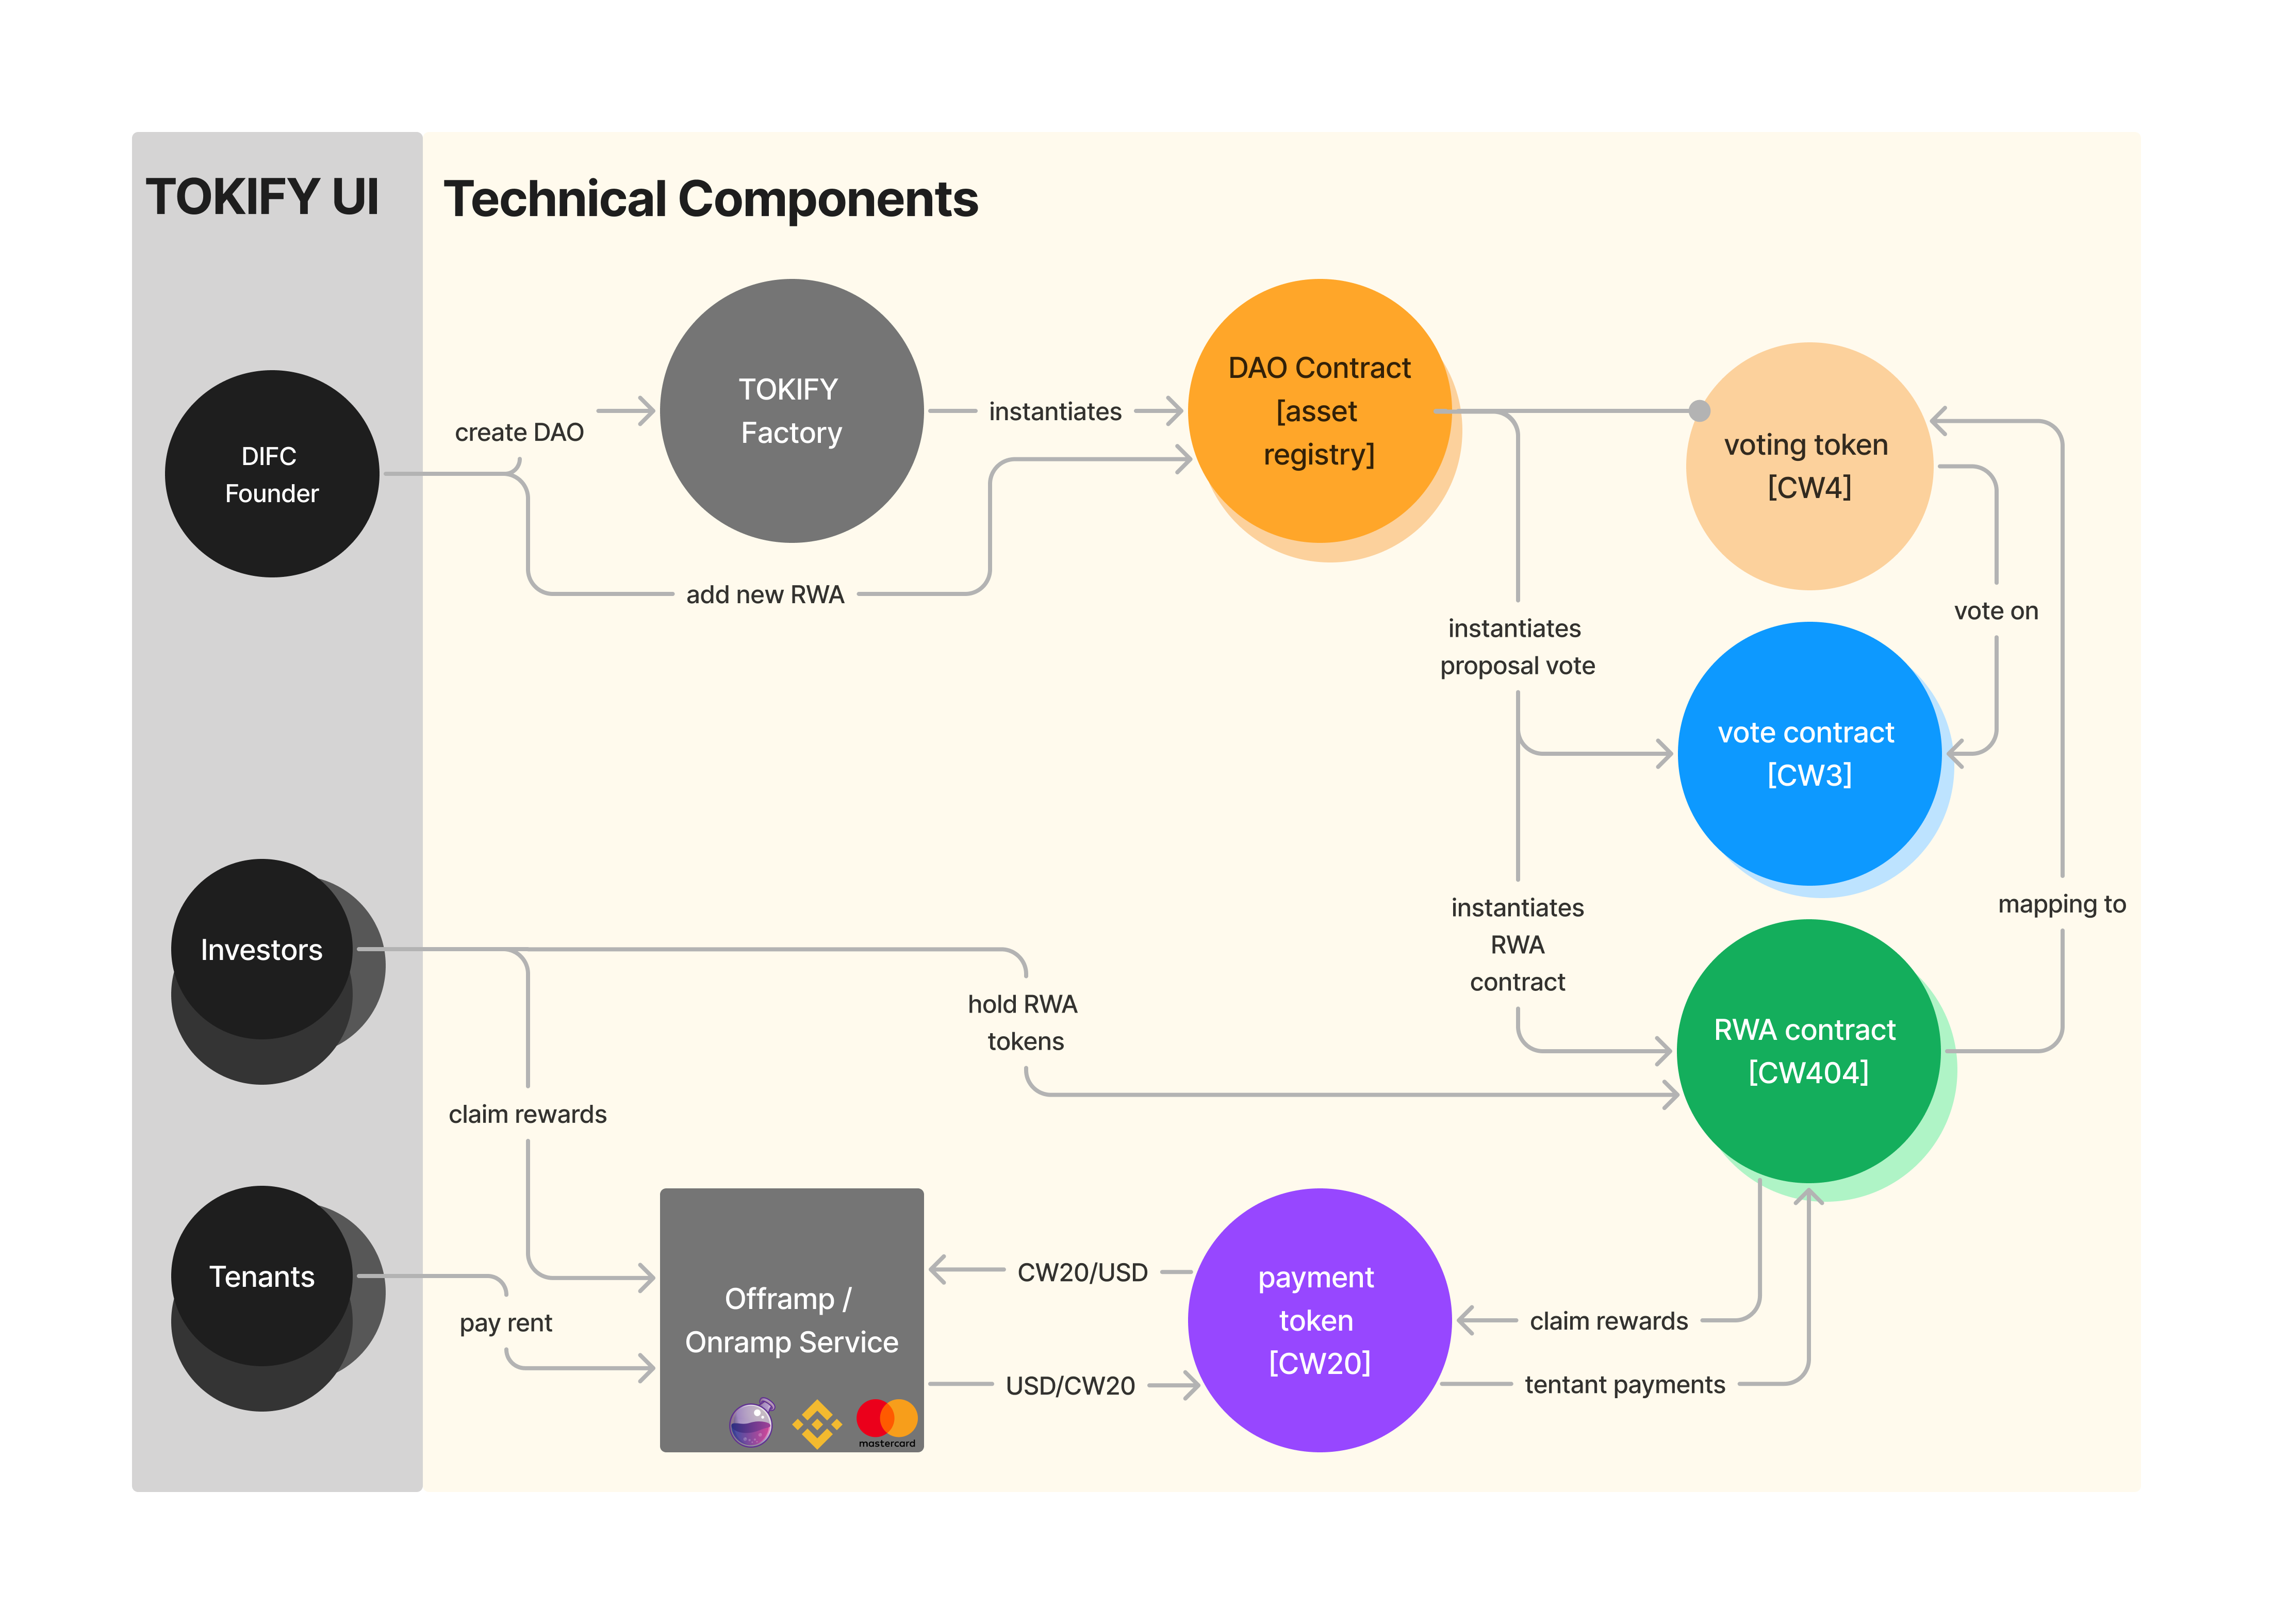 TOKIFY UI
Technical Components
DIFC
Founder
create DAO
TOKIFY
Factory
instantiates
DAO Contract
[asset
registry]
voting token
[CW4]
add new RWA
instantiates
proposal vote
vote on
vote contract
[CW3]
mapping to
instantiates
RWA
contract
Investors
hold RWA
tokens
RWA contract
[CW404]
claim rewards
Tenants
pay rent
Offramp /
Onramp Service
mastercard
CW20/USD
USD/CW20
payment
token
[CW20]
claim rewards
tentant payments